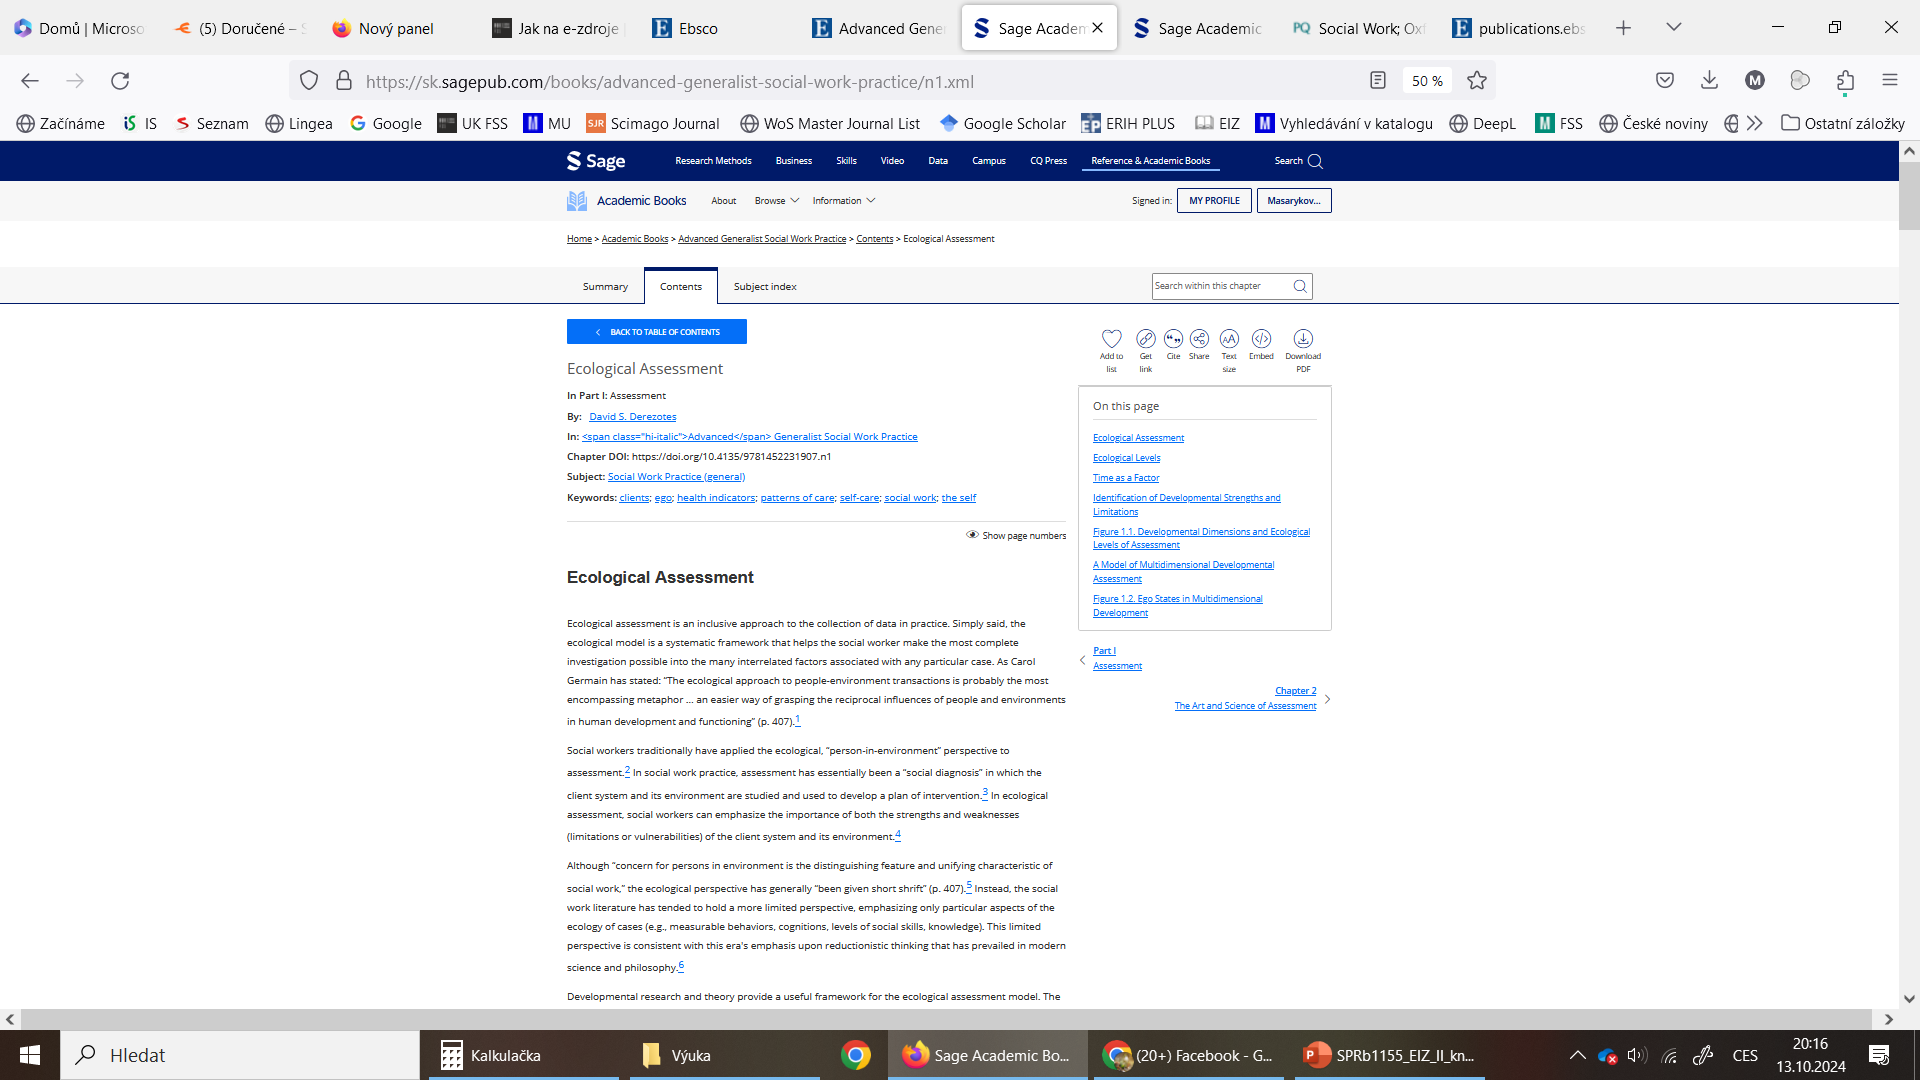 Domů | Microso
(5) Doručené – S
Nový panel
Jak na e-zdroje
Ebsco
Advanced Gene
Sage Academ
Sage Academic
PQ Social Work; Oxf
publications.ebs
https://sk.sagepub.com/books/advanced-generalist-social-work-practice/n1.xml
50 %
M
Začínáme
IS
Seznam
Lingea
Google
UK FSS
MU
SJR Scimago Journal
WoS Master Journal List
Google Scholar
ERIH PLUS
EIZ
Vyhledávání v katalogu
DeepL
FSS
České noviny
Ostatní záložky
Sage
Research Methods
Business
Skills
Video
Data
Campus
CQ Press
Reference & Academic Books
Search
Academic Books
About
Browse
Information
Signed in:
MY PROFILE
Masarykov...
Home > Academic Books > Advanced Generalist Social Work Practice > Contents > Ecological Assessment
Summary
Contents
Subject index
Search within this chapter
BACK TO TABLE OF CONTENTS
Ecological Assessment
In Part I: Assessment
By: David S. Derezotes
In: <span class="hi-italic">Advanced</span> Generalist Social Work Practice
Chapter DOI: https://doi.org/10.4135/9781452231907.n1
Subject: Social Work Practice (general)
Keywords: clients; ego; health indicators; patterns of care; self-care; social work; the self
Show page numbers
Ecological Assessment
Ecological assessment is an inclusive approach to the collection of data in practice. Simply said, the
ecological model is a systematic framework that helps the social worker make the most complete
investigation possible into the many interrelated factors associated with any particular case. As Carol
Germain has stated: “The ecological approach to people-environment transactions is probably the most
encompassing metaphor … an easier way of grasping the reciprocal influences of people and environments
in human development and functioning” (p. 407).1
Social workers traditionally have applied the ecological, “person-in-environment” perspective to
assessment.2 In social work practice, assessment has essentially been a “social diagnosis” in which the
client system and its environment are studied and used to develop a plan of intervention.3 In ecological
assessment, social workers can emphasize the importance of both the strengths and weaknesses
(limitations or vulnerabilities) of the client system and its environment.4
Although “concern for persons in environment is the distinguishing feature and unifying characteristic of
social work,” the ecological perspective has generally “been given short shrift” (p. 407).5 Instead, the social
work literature has tended to hold a more limited perspective, emphasizing only particular aspects of the
ecology of cases (e.g., measurable behaviors, cognitions, levels of social skills, knowledge). This limited
perspective is consistent with this era's emphasis upon reductionistic thinking that has prevailed in modern
science and philosophy.6
Developmental research and theory provide a useful framework for the ecological assessment model. The
Add to
list
Get
link
Cite
Share
Text
size
Embed
Download
PDF
On this page
Ecological Assessment
Ecological Levels
Time as a Factor
Identification of Developmental Strengths and
Limitations
Figure 1.1. Developmental Dimensions and Ecological
Levels of Assessment
A Model of Multidimensional Developmental
Assessment
Figure 1.2. Ego States in Multidimensional
Development
Part I
Assessment
Chapter 2
The Art and Science of Assessment
Hledat
Kalkulačka
Výuka
Sage Academic Bo...
(20+) Facebook - G...
SPRb1155_EIZ_II_kn...
CES
20:16
13.10.2024